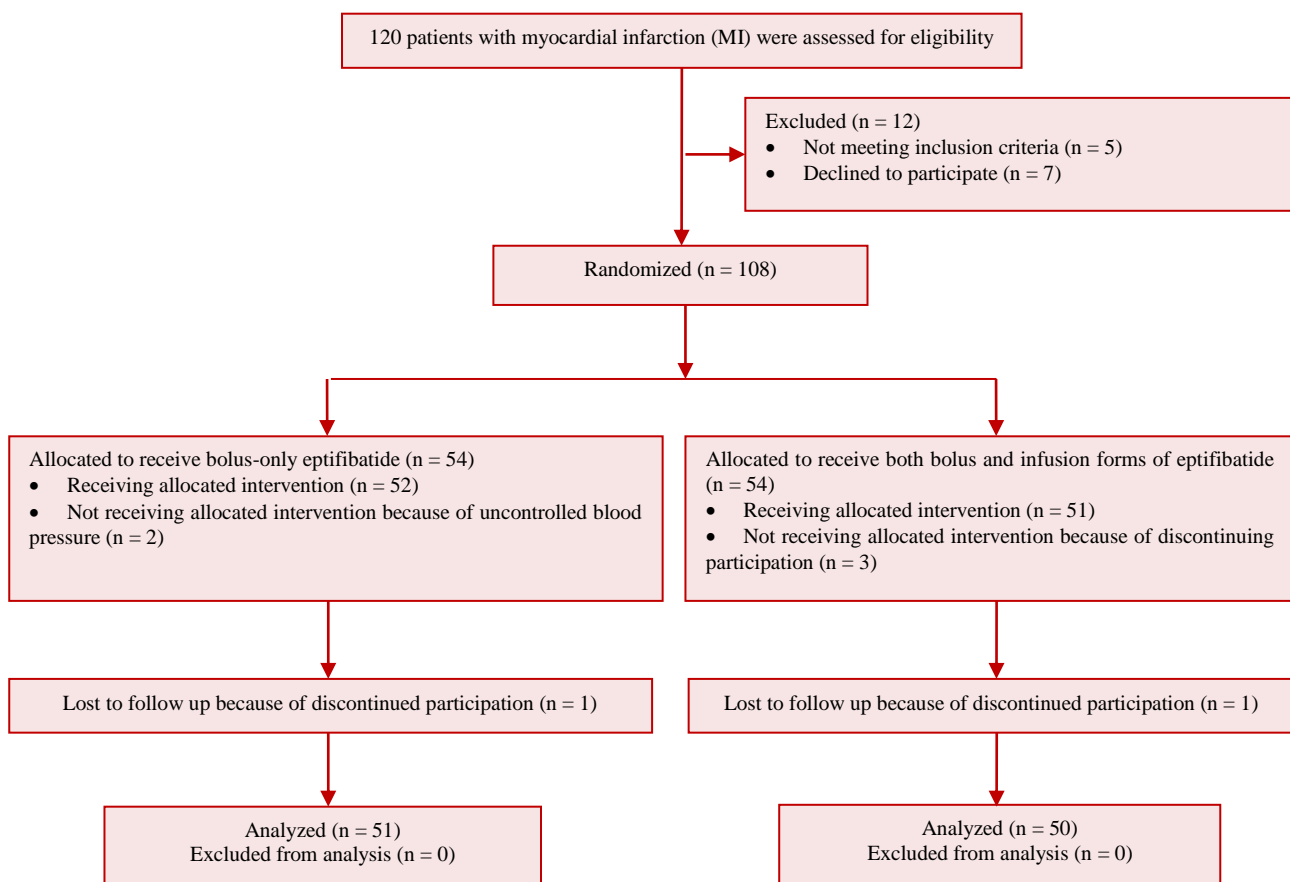 120 patients with myocardial infarction (MI) were assessed for eligibility
Excluded (n = 12)
• Not meeting inclusion criteria (n = 5)
• Declined to participate (n = 7)
Randomized (n = 108)
Allocated to receive bolus-only eptifibatide (n = 54)
• Receiving allocated intervention (n = 52)
• Not receiving allocated intervention because of uncontrolled blood
pressure (n = 2)
Allocated to receive both bolus and infusion forms of eptifibatide
(n = 54)
• Receiving allocated intervention (n = 51)
• Not receiving allocated intervention because of discontinuing
participation (n = 3)
Lost to follow up because of discontinued participation (n = 1)
Lost to follow up because of discontinued participation (n = 1)
Analyzed (n = 51)
Excluded from analysis (n = 0)
Analyzed (n = 50)
Excluded from analysis (n = 0)